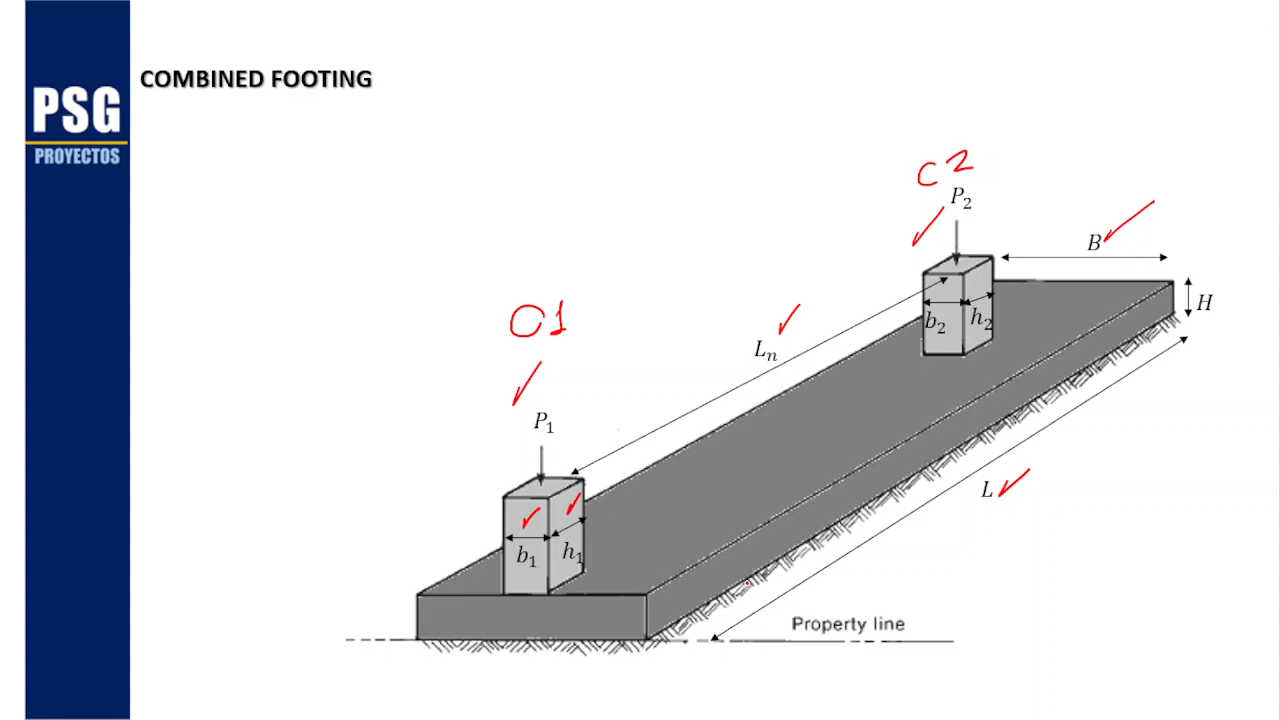 COMBINED FOOTING
PSG
PROYECTOS
C2
P₂
B
H
b₂
h₂
C1
Lₙ
P₁
L
b₁
h₁
Property line